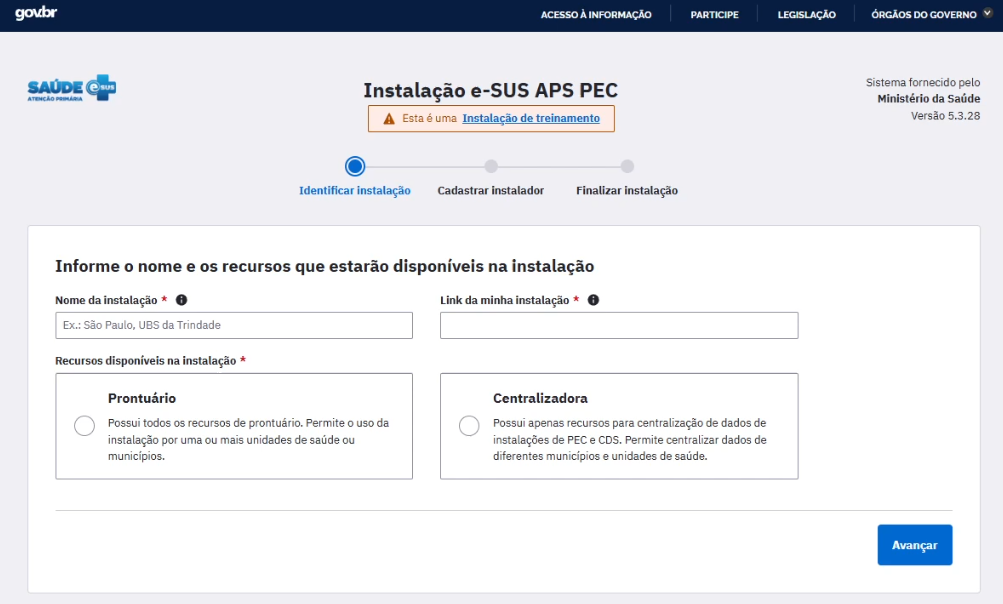 gov.br
ACESSO À INFORMAÇÃO
PARTICIPE
LEGISLAÇÃO
ÓRGÃOS DO GOVERNO
SAÚDE e SUS
ATENÇÃO PRIMÁRIA
Instalação e-SUS APS PEC
Esta é uma Instalação de treinamento
Sistema fornecido pelo
Ministério da Saúde
Versão 5.3.28
Identificar instalação
Cadastrar instalador
Finalizar instalação
Informe o nome e os recursos que estarão disponíveis na instalação
Nome da instalação *
Ex.: São Paulo, UBS da Trindade
Link da minha instalação *
Recursos disponíveis na instalação *
Prontuário
Possui todos os recursos de prontuário. Permite o uso da
instalação por uma ou mais unidades de saúde ou
municípios.
Centralizadora
Possui apenas recursos para centralização de dados de
instalações de PEC e CDS. Permite centralizar dados de
diferentes municípios e unidades de saúde.
Avançar